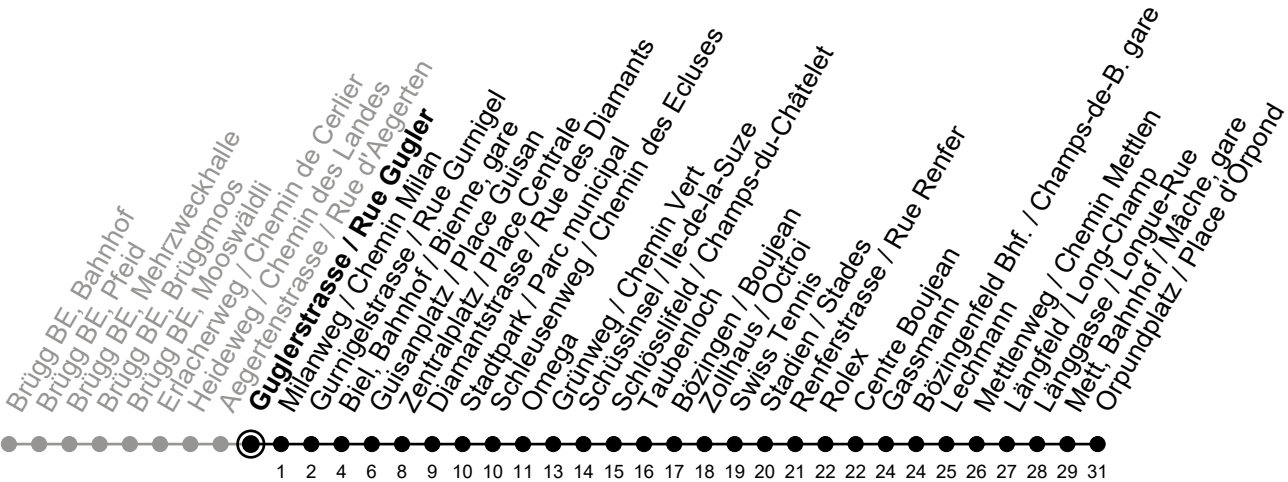 Brügg BE, Bahnhof
Brügg BE, Pfeid
Brügg BE, Mehrzweckhalle
Brügg BE, Brüggmoos
Brügg BE, Mooswäldli
Erlacherweg / Chemin de Cerlier
Heideweg / Chemin des Landes
Aegertenstrasse / Rue d'Aegerten
Guglerstrasse / Rue Gugler
Milanweg / Chemin Milan
Gurnigelstrasse / Rue Gurnigel
Biel, Bahnhof / Bienne, gare
Guisanplatz / Place Guisan
Zentralplatz / Place Centrale
Diamantstrasse / Rue des Diamants
Stadtpark / Parc municipal
Schleusenweg / Chemin des Ecluses
Omega
Grünweg / Chemin Vert
Schüssinsel / Ile-de-la-Suze
Schlösslifeld / Champs-du-Châtelet
Taubenloch
Bözingen / Boujean
Zollhaus / Octroi
Swiss Tennis
Stadien / Stades
Renferstrasse / Rue Renfer
Rolex
Centre Boujean
Gassmann
Bözingenfeld Bhf. / Champs-de-B. gare
Lechmann
Mettlenweg / Chemin Mettlen
Längfeld / Long-Champ
Länggasse / Longue-Rue
Mett, Bahnhof / Mâche, gare
Orpundplatz / Place d'Orpond
1 2 4 6 8 9 10 10 11 13 14 15 16 17 18 19 20 21 22 22 24 24 25 26 27 28 29 31